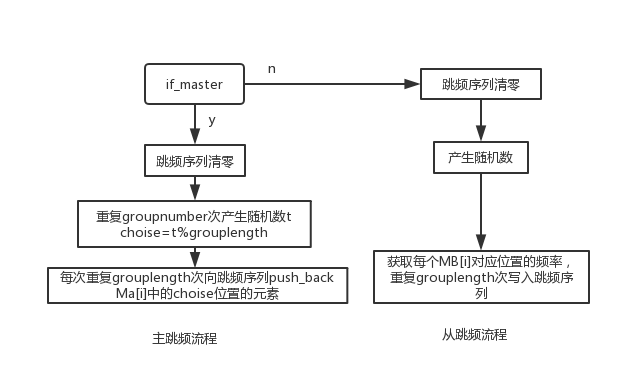 if_master
n
y
跳频序列清零
重复groupnumber次产生随机数t
choise=t%grouplength
每次重复grouplength次向跳频序列push_back
Ma[i]中的choise位置的元素
主跳频流程
跳频序列清零
产生随机数
获取每个MB[i]对应位置的频率，
重复grouplength次写入跳频序
列
从跳频流程